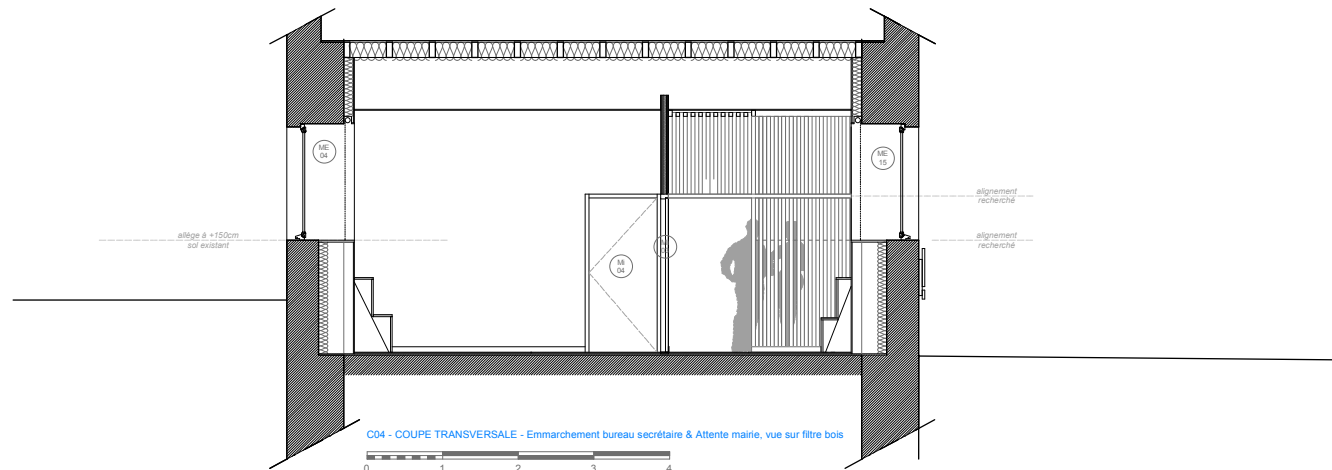 ME
04
ME
15
alignement
recherché
allège à +150cm
sol existant
alignement
recherché
Mi
04
C04 - COUPE TRANSVERSALE - Emmarchement bureau secrétaire & Attente mairie, vue sur filtre bois
0 1 2 3 4